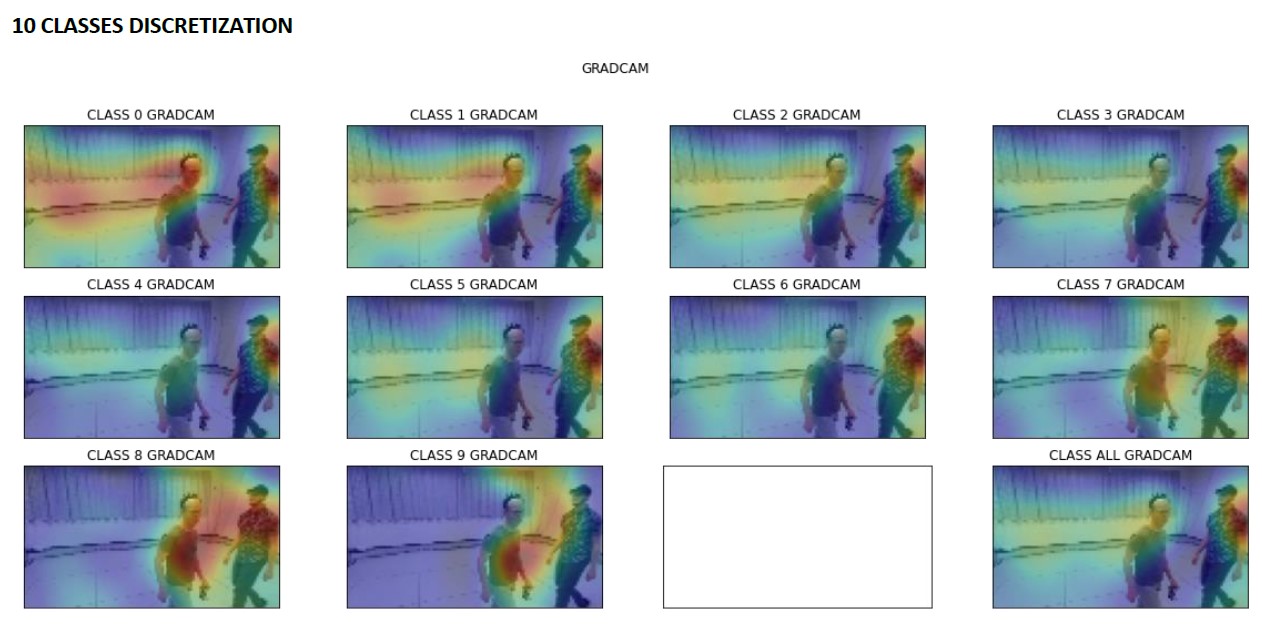 10 CLASSES DISCRETIZATION
GRADCAM
CLASS 0 GRADCAM
CLASS 1 GRADCAM
CLASS 2 GRADCAM
CLASS 3 GRADCAM
CLASS 4 GRADCAM
CLASS 5 GRADCAM
CLASS 6 GRADCAM
CLASS 7 GRADCAM
CLASS 8 GRADCAM
CLASS 9 GRADCAM
CLASS ALL GRADCAM